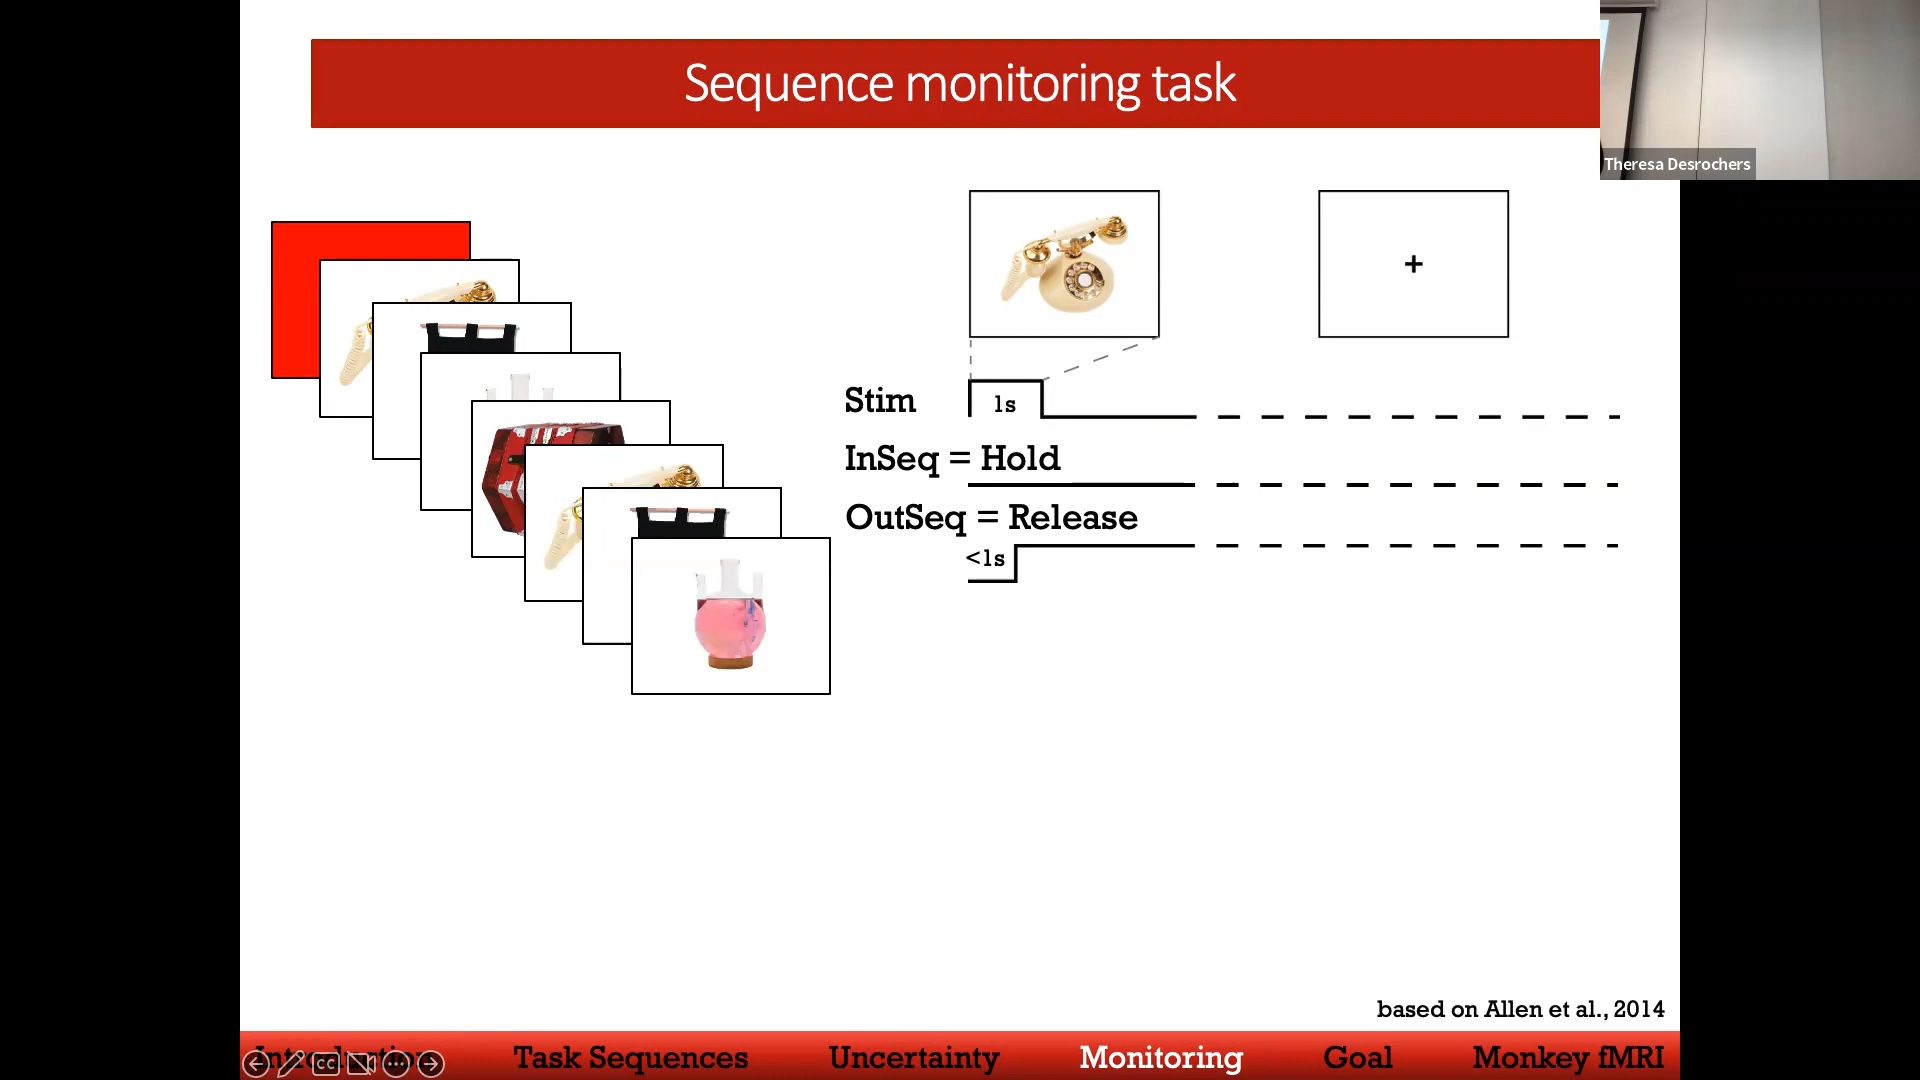 Sequence monitoring task
Theresa Desrochers
+
Stim
1s
InSeq = Hold
OutSeq = Release
<1s
based on Allen et al., 2014
Introduction Task Sequences Uncertainty Monitoring Goal Monkey fMRI
CC